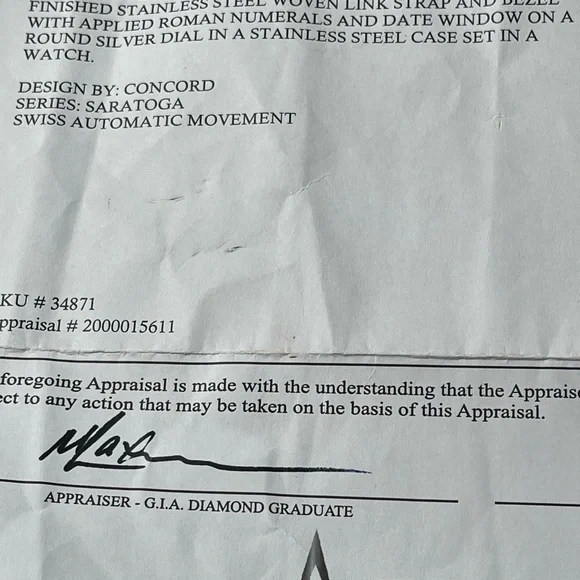 FINISHED STAINLESS STEEL WOVEN LINK STRAP AND BEZEL
WITH APPLIED ROMAN NUMERALS AND DATE WINDOW ON A
ROUND SILVER DIAL IN A STAINLESS STEEL CASE SET IN A
WATCH.
DESIGN BY: CONCORD
SERIES: SARATOGA
SWISS AUTOMATIC MOVEMENT
KU # 34871
ppraisal # 2000015611
foregoing Appraisal is made with the understanding that the Appraise
ect to any action that may be taken on the basis of this Appraisal.
APPRAISER - G.I.A. DIAMOND GRADUATE